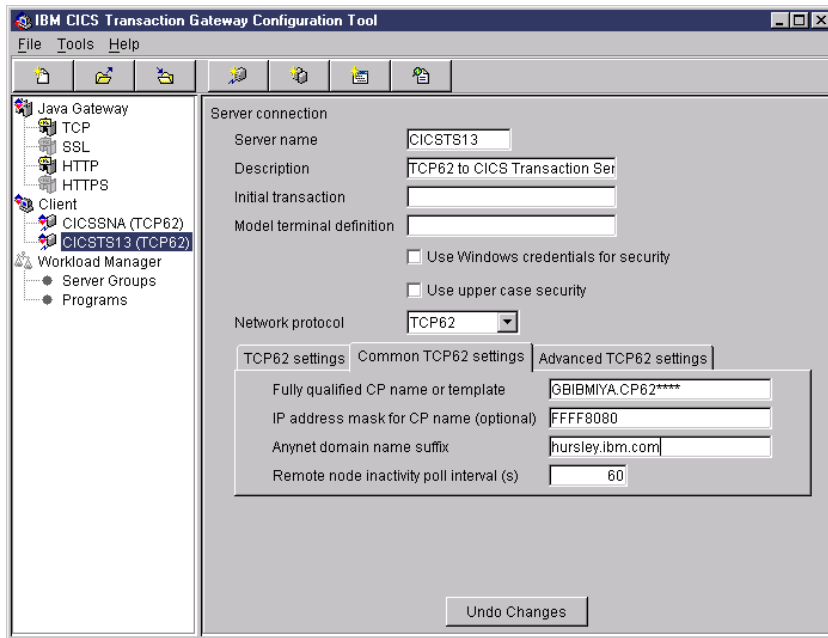 IBM CICS Transaction Gateway Configuration Tool
File Tools Help
Java Gateway
TCP
SSL
HTTP
HTTPS
Client
CICSSNA (TCP62)
CICSTS13 (TCP62)
Workload Manager
Server Groups
Programs
Server connection
Server name CICSTS13
Description TCP62 to CICS Transaction Ser
Initial transaction
Model terminal definition
Use Windows credentials for security
Use upper case security
Network protocol TCP62
TCP62 settings Common TCP62 settings Advanced TCP62 settings
Fully qualified CP name or template GBIBMIYA.CP62****
IP address mask for CP name (optional) FFFF8080
Anynet domain name suffix hursley.ibm.com
Remote node inactivity poll interval (s) 60
Undo Changes